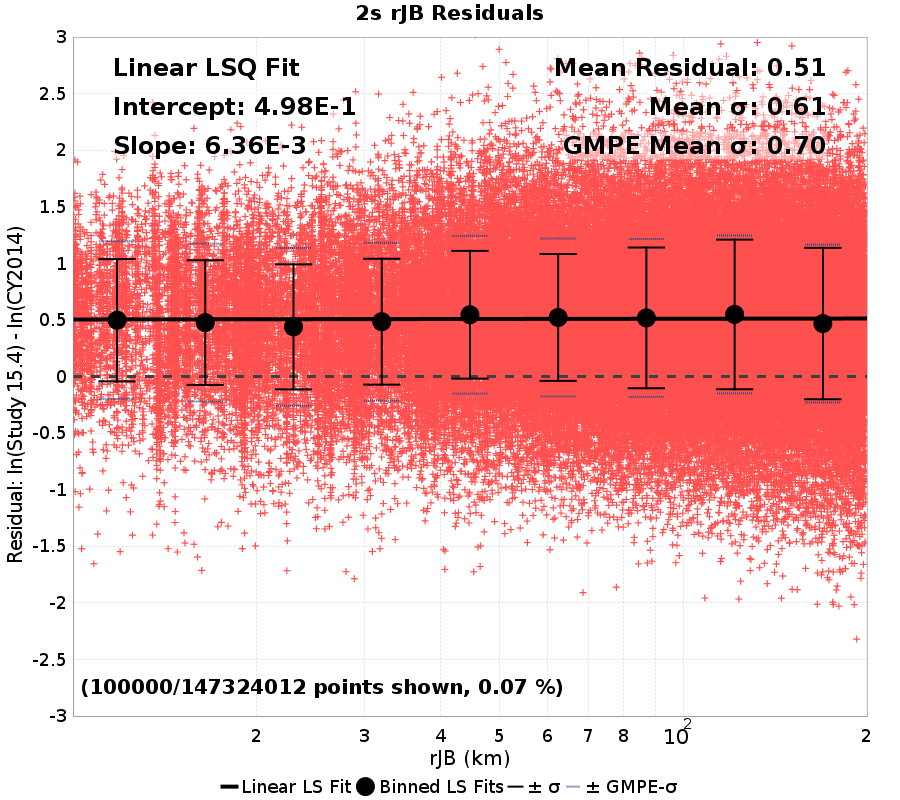 2s rJB Residuals
Linear LSQ Fit
Intercept: 4.98E-1
Slope: 6.36E-3
Mean Residual: 0.51
Mean σ: 0.61
GMPE Mean σ: 0.70
Residual: ln(Study 15.4) - ln(CY2014)
3
2.5
2
1.5
1
0.5
0
-0.5
-1
-1.5
-2
-2.5
-3
(100000/147324012 points shown, 0.07 %)
2 3 4 5 6 7 8 10² 2
rJB (km)
Linear LS Fit Binned LS Fits ± σ ± GMPE-σ